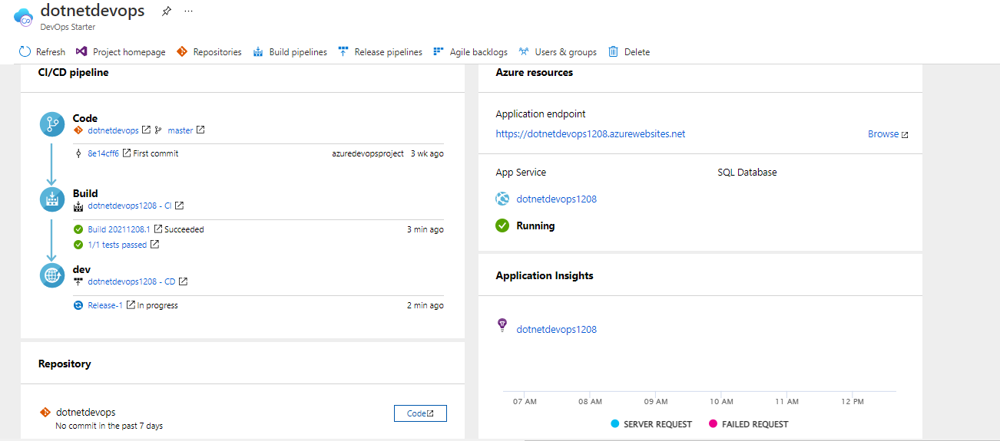 dotnetdevops
DevOps Starter
Refresh Project homepage Repositories Build pipelines Release pipelines Agile backlogs Users & groups Delete
CI/CD pipeline
Code
dotnetdevops master
8e14cff6 First commit azuredevopsproject 3 wk ago
Build
dotnetdevops1208 - CI
Build 20211208.1 Succeeded 3 min ago
1/1 tests passed
dev
dotnetdevops1208 - CD
Release-1 In progress 2 min ago
Repository
dotnetdevops
No commit in the past 7 days
Code
Azure resources
Application endpoint
https://dotnetdevops1208.azurewebsites.net Browse
App Service SQL Database
dotnetdevops1208
Running
Application Insights
dotnetdevops1208
07 AM 08 AM 09 AM 10 AM 11 AM 12 PM
SERVER REQUEST FAILED REQUEST